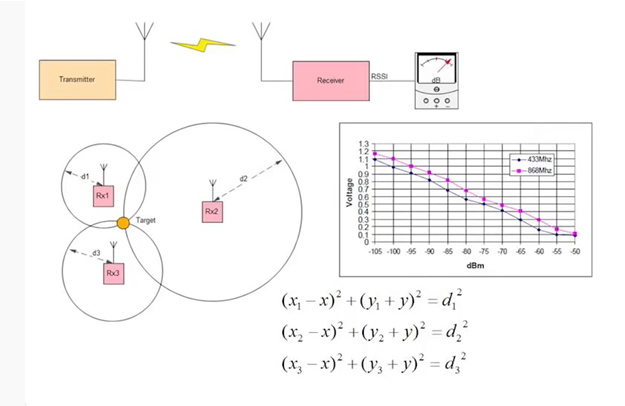 Transmitter
Receiver
RSSI
dB
d1
Rx1
d2
Rx2
Target
d3
Rx3
1.3
1.2
1.1
1
0.9
0.8
0.7
0.6
0.5
0.4
0.3
0.2
0.1
0
Voltage
433Mhz
868Mhz
-105 -100 -95 -90 -85 -80 -75 -70 -65 -60 -55 -50
dBm
(x₁ − x)² + (y₁ + y)² = d₁²
(x₂ − x)² + (y₂ + y)² = d₂²
(x₃ − x)² + (y₃ + y)² = d₃²